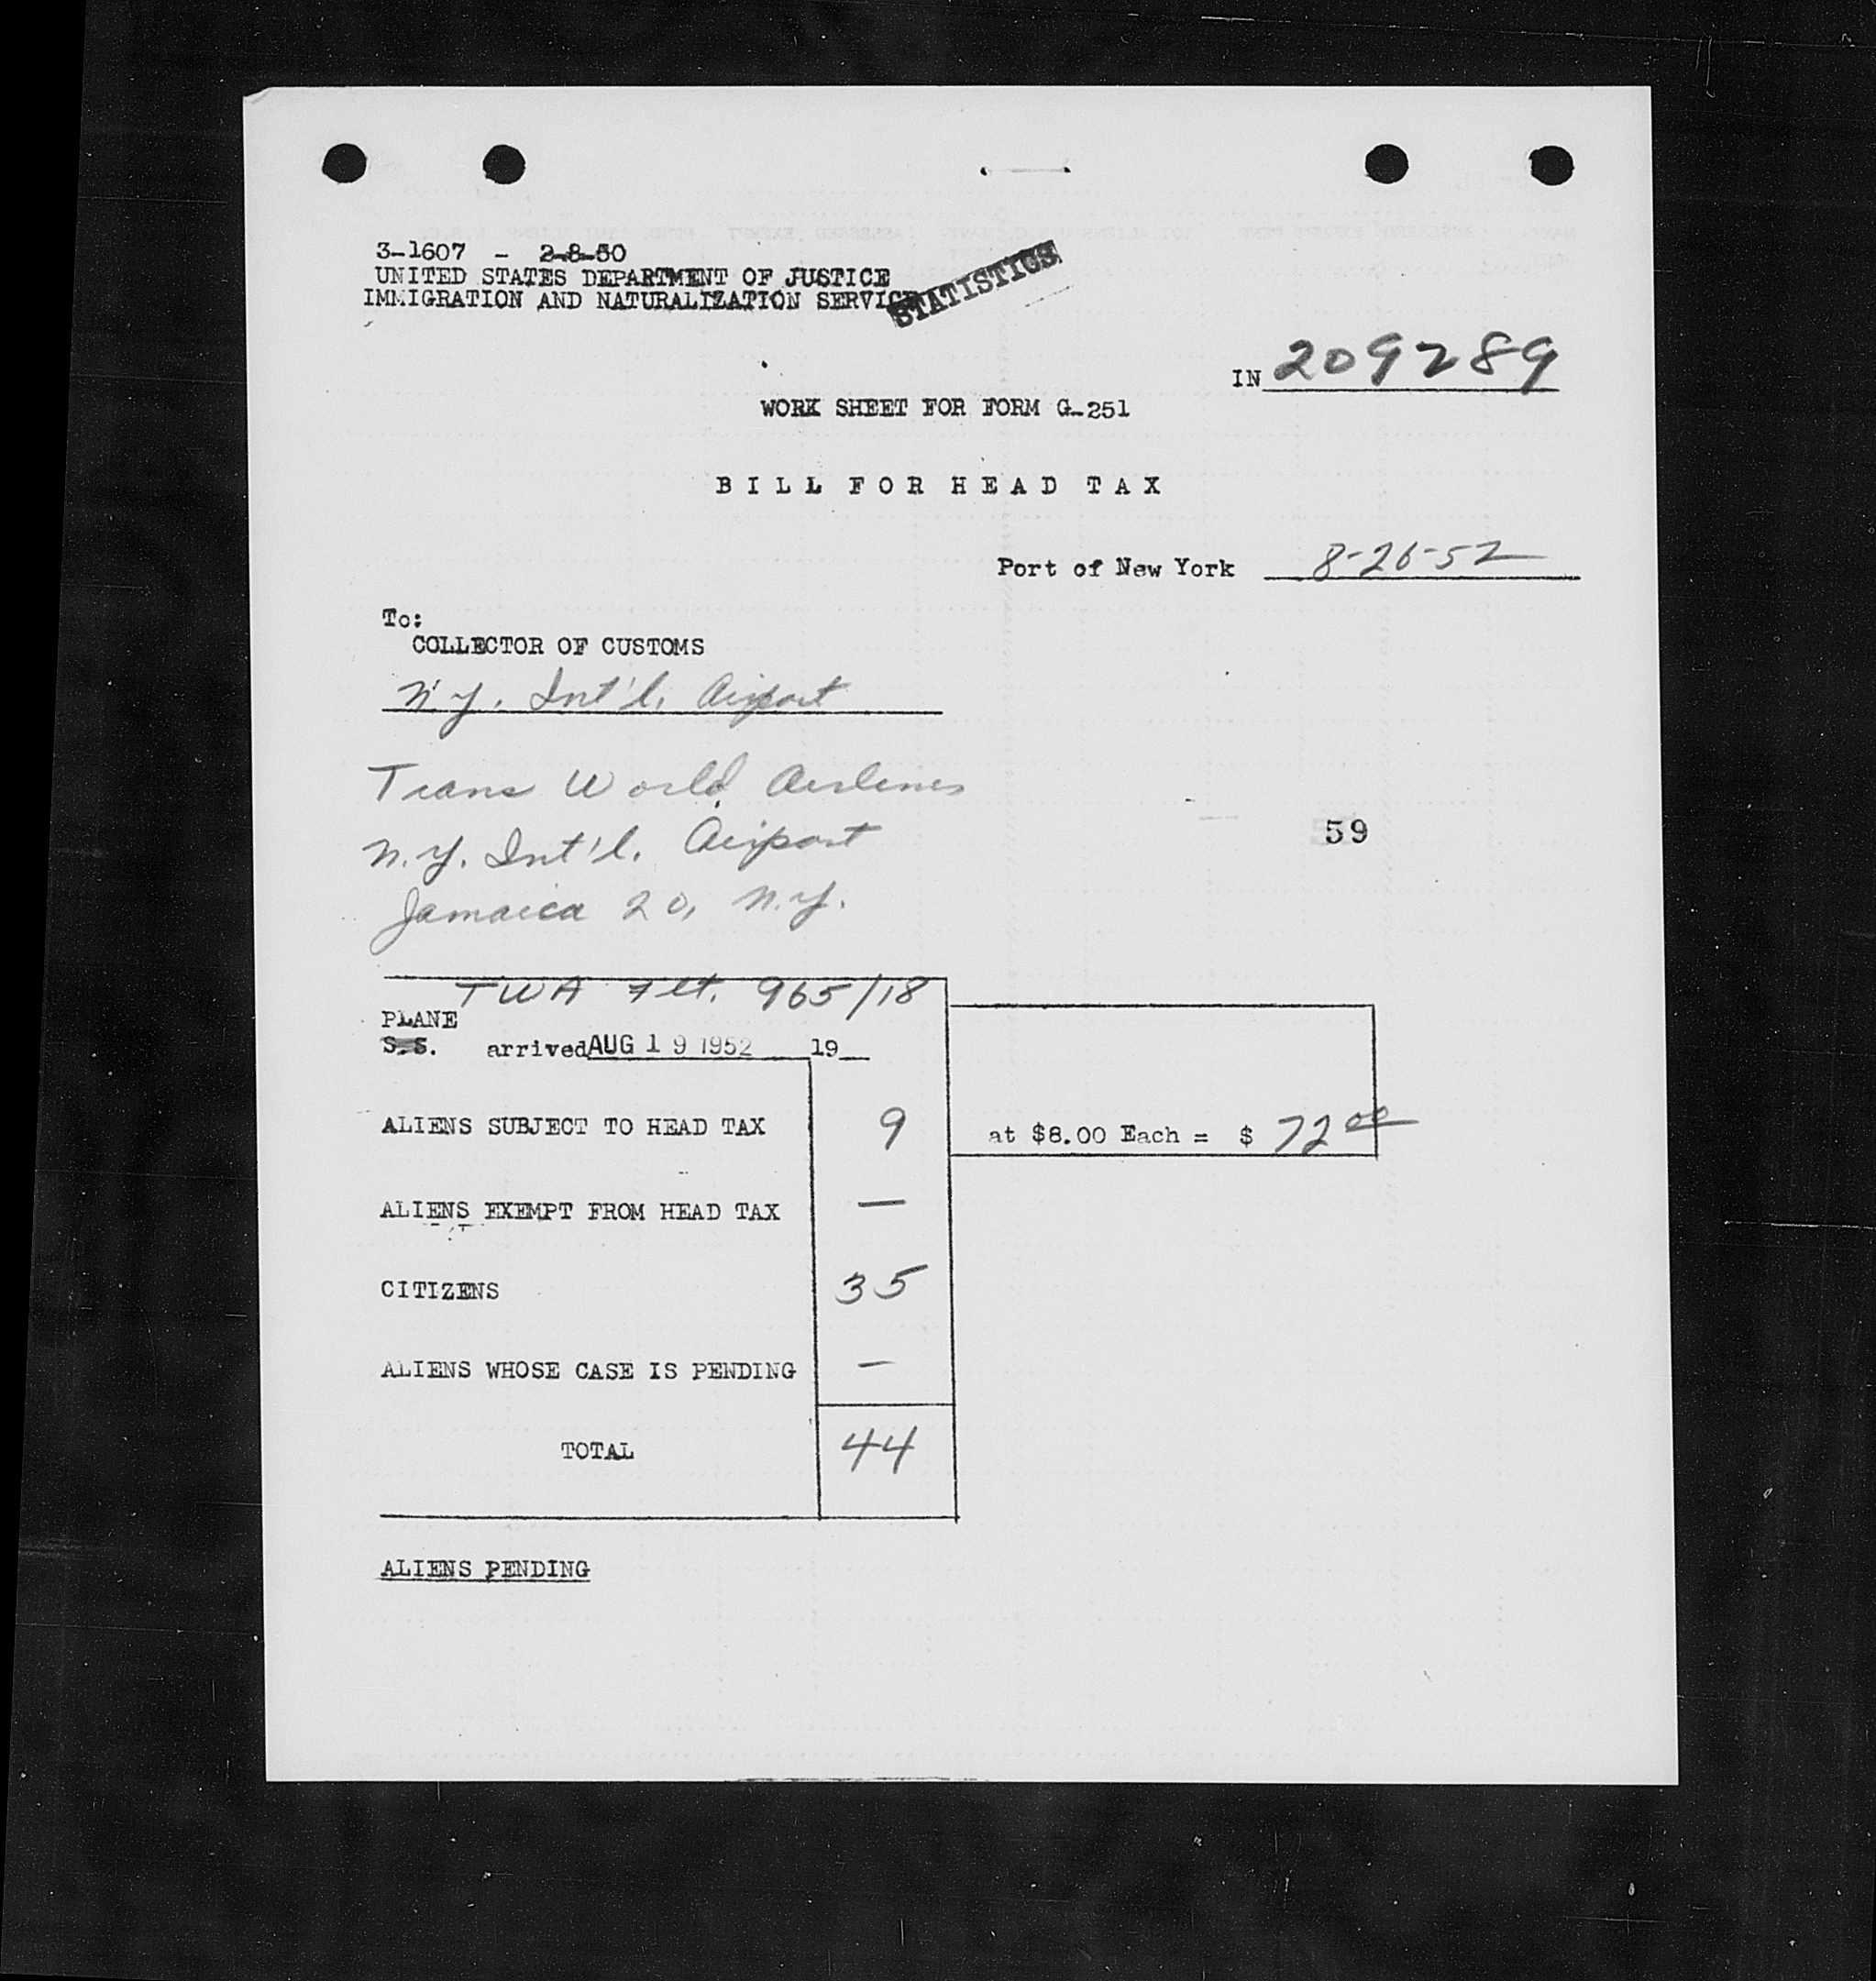 3-1607 - 2-8-50
UNITED STATES DEPARTMENT OF JUSTICE
IMMIGRATION AND NATURALIZATION SERVICE
STATISTICS
IN 209289
WORK SHEET FOR FORM G-251
BILL FOR HEAD TAX
Port of New York 8-26-52
To:
COLLECTOR OF CUSTOMS
N.Y. Int'l. Airport
Trans World Airlines
N.Y. Int'l. Airport
Jamaica 20, N.Y.
59
TWA Flt. 965/18
PLANE
S.S. arrived AUG 19 1952 19
ALIENS SUBJECT TO HEAD TAX 9 at $8.00 Each = $ 72 00
ALIENS EXEMPT FROM HEAD TAX —
CITIZENS 35
ALIENS WHOSE CASE IS PENDING —
TOTAL 44
ALIENS PENDING